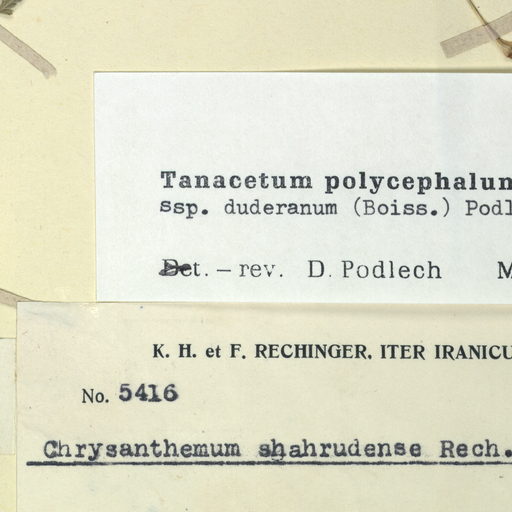 Tanacetum polycephalum
ssp. duderanum (Boiss.) Podl
Det. – rev. D. Podlech M
K. H. et F. RECHINGER. ITER IRANICU
No. 5416
Chrysanthemum shahrudense Rech.